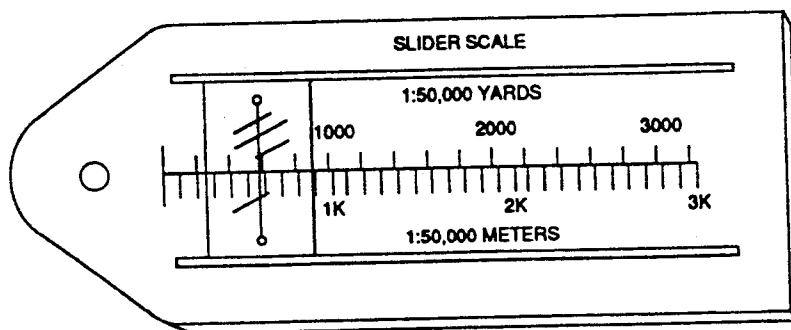 SLIDER SCALE
1:50,000 YARDS
1000 2000 3000
1K 2K 3K
1:50,000 METERS